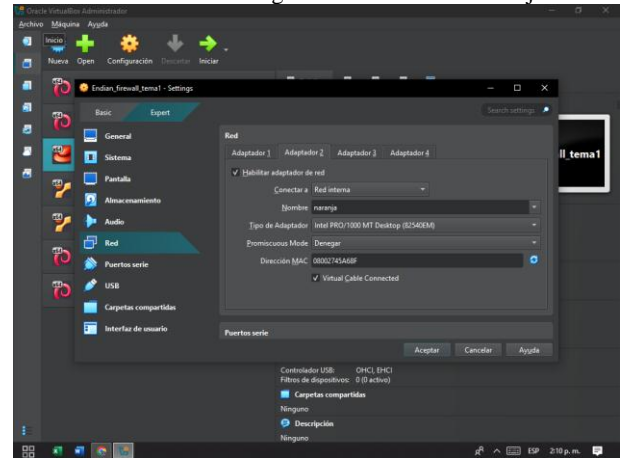 Oracle VirtualBox Administrador
Archivo Máquina Ayuda
Inicio
Nueva Open Configuración Descartar Iniciar
Endian_firewall_tema1 - Settings
Basic Expert Search settings
General
Sistema
Pantalla
Almacenamiento
Audio
Red
Puertos serie
USB
Carpetas compartidas
Interfaz de usuario
Red
Adaptador 1 Adaptador 2 Adaptador 3 Adaptador 4
Habilitar adaptador de red
Conectar a Red interna
Nombre naranja
Tipo de Adaptador Intel PRO/1000 MT Desktop (82540EM)
Promiscuous Mode Denegar
Dirección MAC 08002745A6BF
Virtual Cable Connected
Puertos serie
Aceptar Cancelar Ayuda
ll_tema1
Controlador USB: OHCI, EHCI
Filtros de dispositivos: 0 (0 activo)
Carpetas compartidas
Ninguno
Descripción
Ninguno
ESP 2:10 p. m.